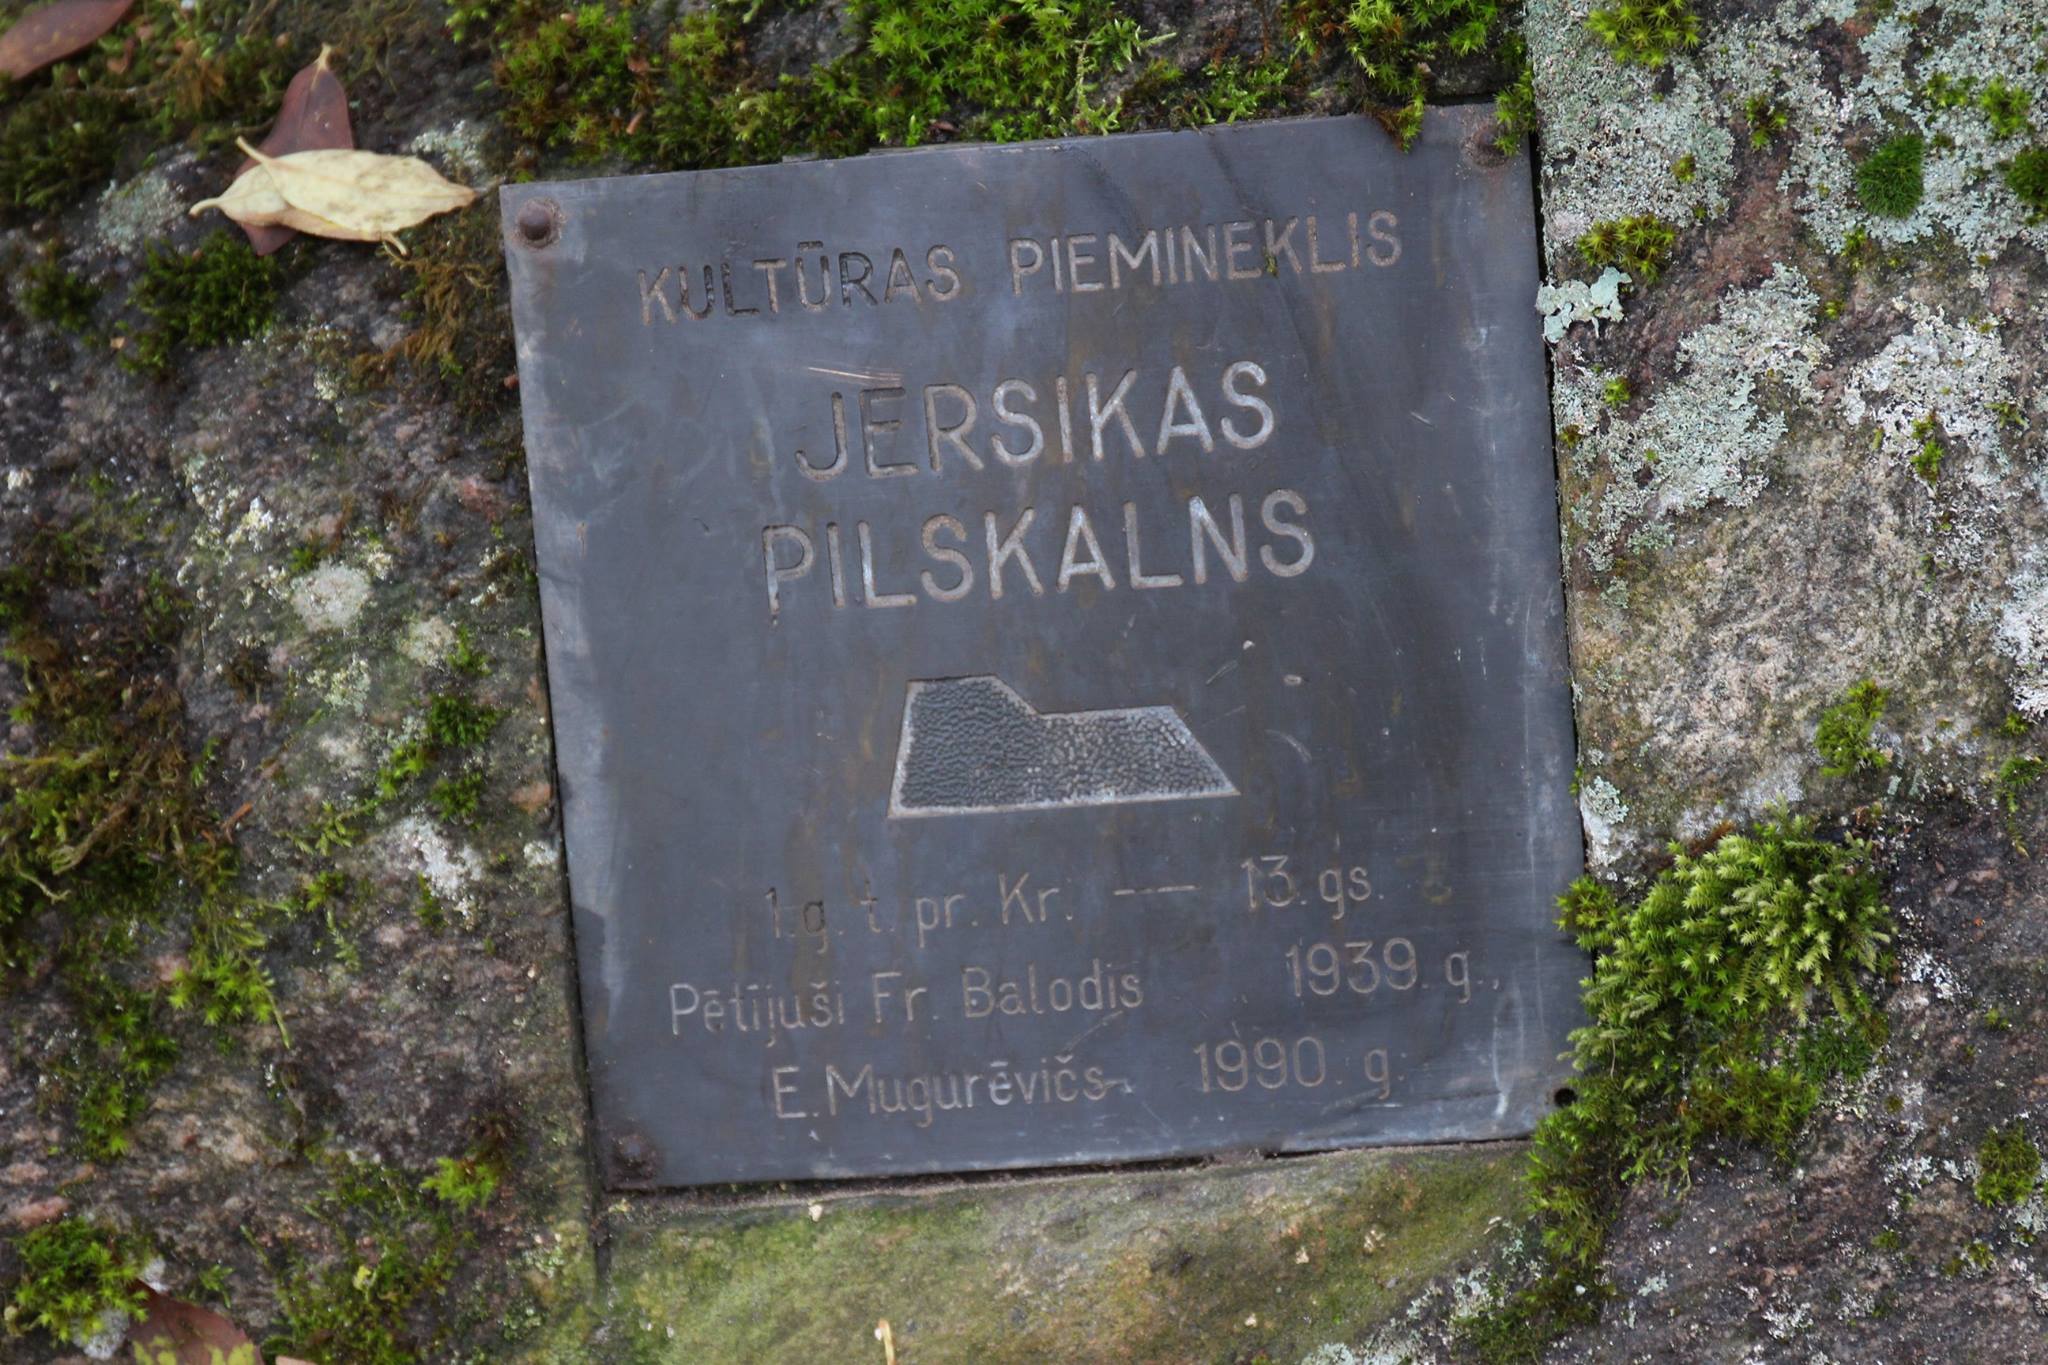 KULTŪRAS PIEMINEKLIS
JERSIKAS
PILSKALNS
1.g. t. pr. Kr. — 13. gs.
Pētījuši Fr. Balodis 1939. g.,
E. Mugurēvičs 1990. g.